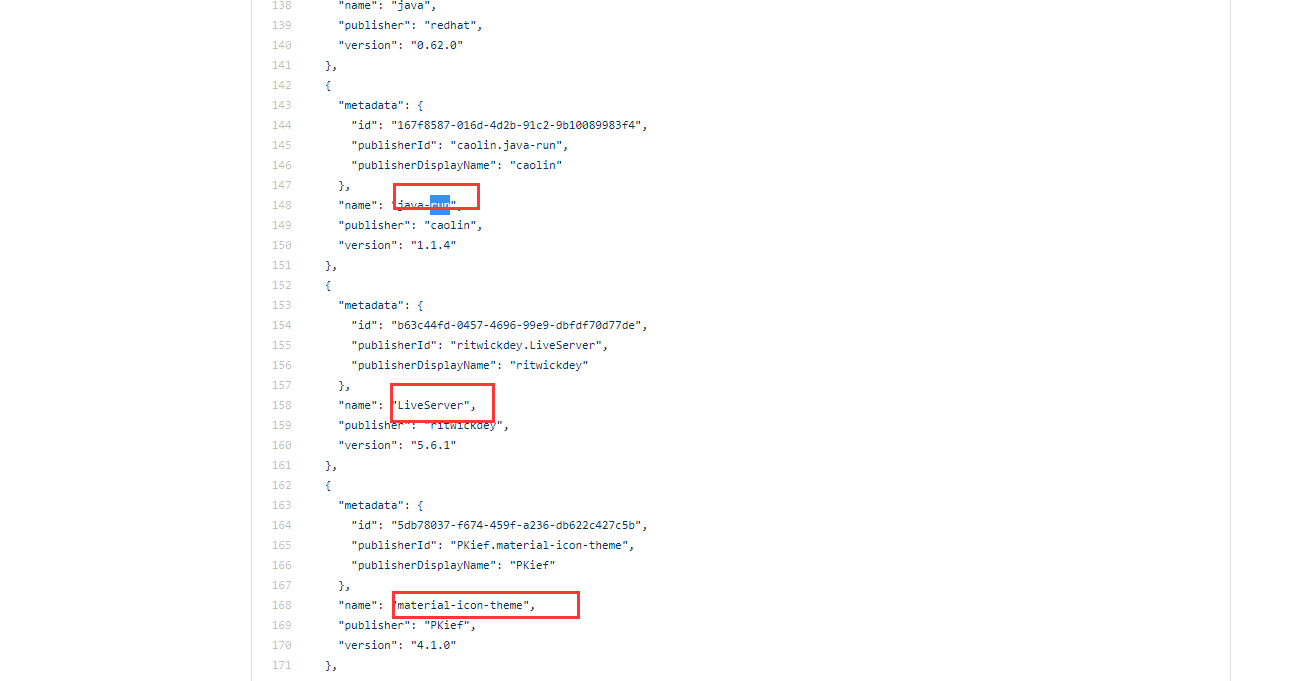 138 "name": "java",
139 "publisher": "redhat",
140 "version": "0.62.0"
141 },
142 {
143 "metadata": {
144 "id": "167f8587-016d-4d2b-91c2-9b10089983f4",
145 "publisherId": "caolin.java-run",
146 "publisherDisplayName": "caolin"
147 },
148 "name": "java-run",
149 "publisher": "caolin",
150 "version": "1.1.4"
151 },
152 {
153 "metadata": {
154 "id": "b63c44fd-0457-4696-99e9-dbfdf70d77de",
155 "publisherId": "ritwickdey.LiveServer",
156 "publisherDisplayName": "ritwickdey"
157 },
158 "name": "LiveServer",
159 "publisher": "ritwickdey",
160 "version": "5.6.1"
161 },
162 {
163 "metadata": {
164 "id": "5db78037-f674-459f-a236-db622c427c5b",
165 "publisherId": "PKief.material-icon-theme",
166 "publisherDisplayName": "PKief"
167 },
168 "name": "material-icon-theme",
169 "publisher": "PKief",
170 "version": "4.1.0"
171 },